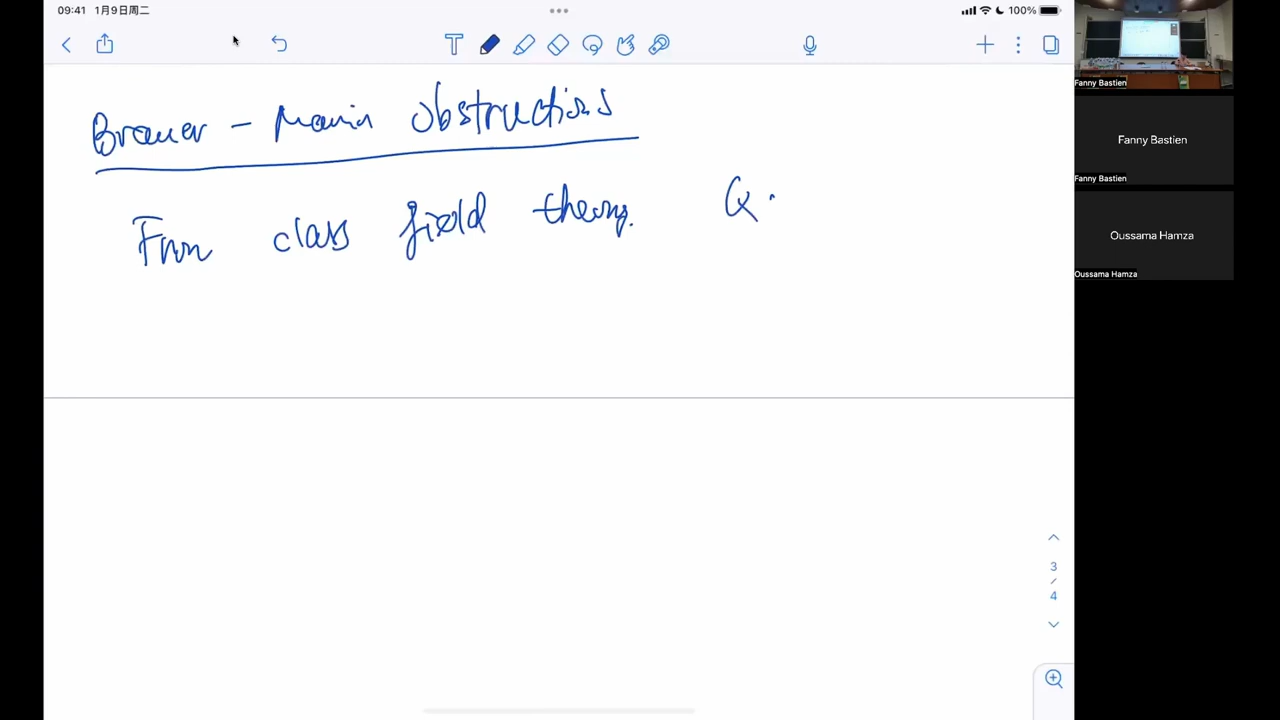 09:41 1月9日周二
100%
Brauer - Manin obstructions
From class field theory. Q.
3
/
4
Fanny Bastien
Fanny Bastien
Fanny Bastien
Oussama Hamza
Oussama Hamza